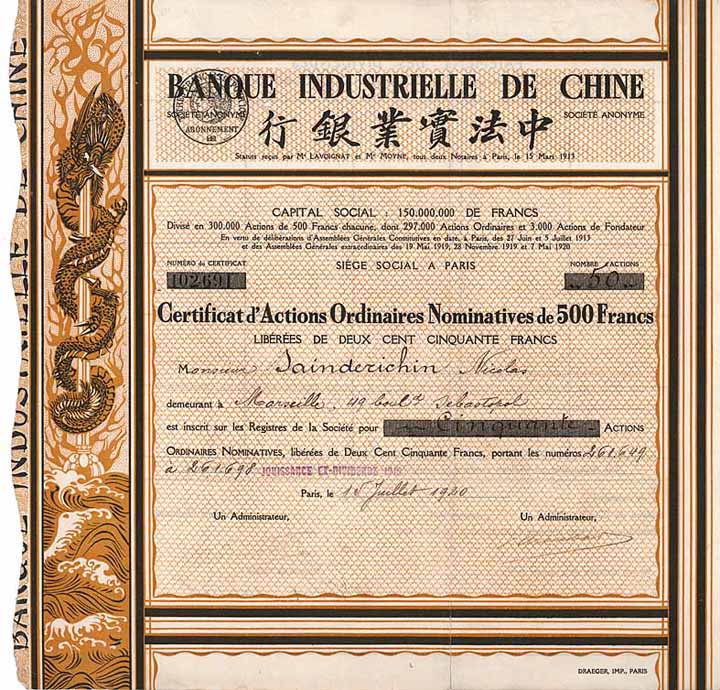 BANQUE INDUSTRIELLE DE CHINE
BANQUE INDUSTRIELLE DE CHINE
SOCIÉTÉ ANONYME
SOCIÉTÉ ANONYME
ABONNEMENT
行銀業實法中
Statuts reçus par Me LAVOIGNAT et Me MOYNE, tous deux Notaires à Paris, le 15 Mars 1913
CAPITAL SOCIAL : 150.000.000 DE FRANCS
Divisé en 300.000 Actions de 500 Francs chacune, dont 297.000 Actions Ordinaires et 3.000 Actions de Fondateur
En vertu de délibérations d'Assemblées Générales Constitutives en date, à Paris, des 27 Juin et 3 Juillet 1913
et des Assemblées Générales extraordinaires des 19 Mai 1919, 28 Novembre 1919 et 7 Mai 1920
NUMÉRO du CERTIFICAT
SIÈGE SOCIAL A PARIS
NOMBRE d'ACTIONS
102691
50
Certificat d'Actions Ordinaires Nominatives de 500 Francs
LIBÉRÉES DE DEUX CENT CINQUANTE FRANCS
Monsieur Sainderichin Nicolas
demeurant à Marseille, 49 bould Sebastopol
est inscrit sur les Registres de la Société pour Cinquante ACTIONS
ORDINAIRES NOMINATIVES, libérées de Deux Cent Cinquante Francs, portant les numéros 261.649
à 261.698 JOUISSANCE EX-DIVIDENDE 1919
Paris, le 15 Juillet 1920
Un Administrateur,
Un Administrateur,
DRAEGER, IMP., PARIS